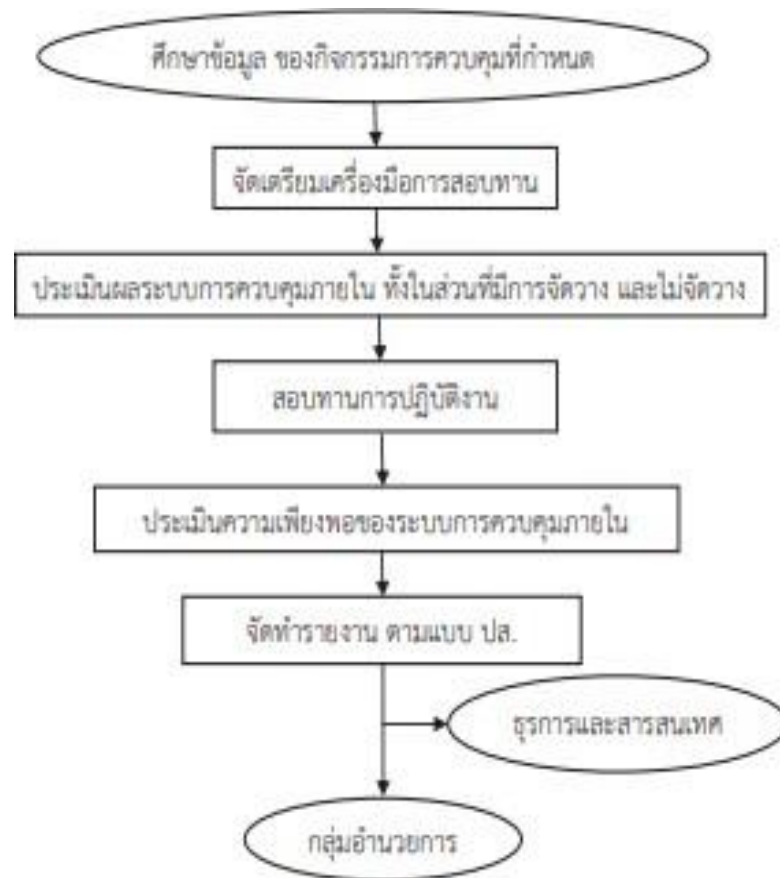 ศึกษาข้อมูล ของกิจกรรมการควบคุมที่กำหนด
จัดเตรียมเครื่องมือการสอบทาน
ประเมินผลระบบการควบคุมภายใน ทั้งในส่วนที่มีการจัดวาง และไม่จัดวาง
สอบทานการปฏิบัติงาน
ประเมินความเพียงพอของระบบการควบคุมภายใน
จัดทำรายงาน ตามแบบ ปส.
ธุรการและสารสนเทศ
กลุ่มอำนวยการ